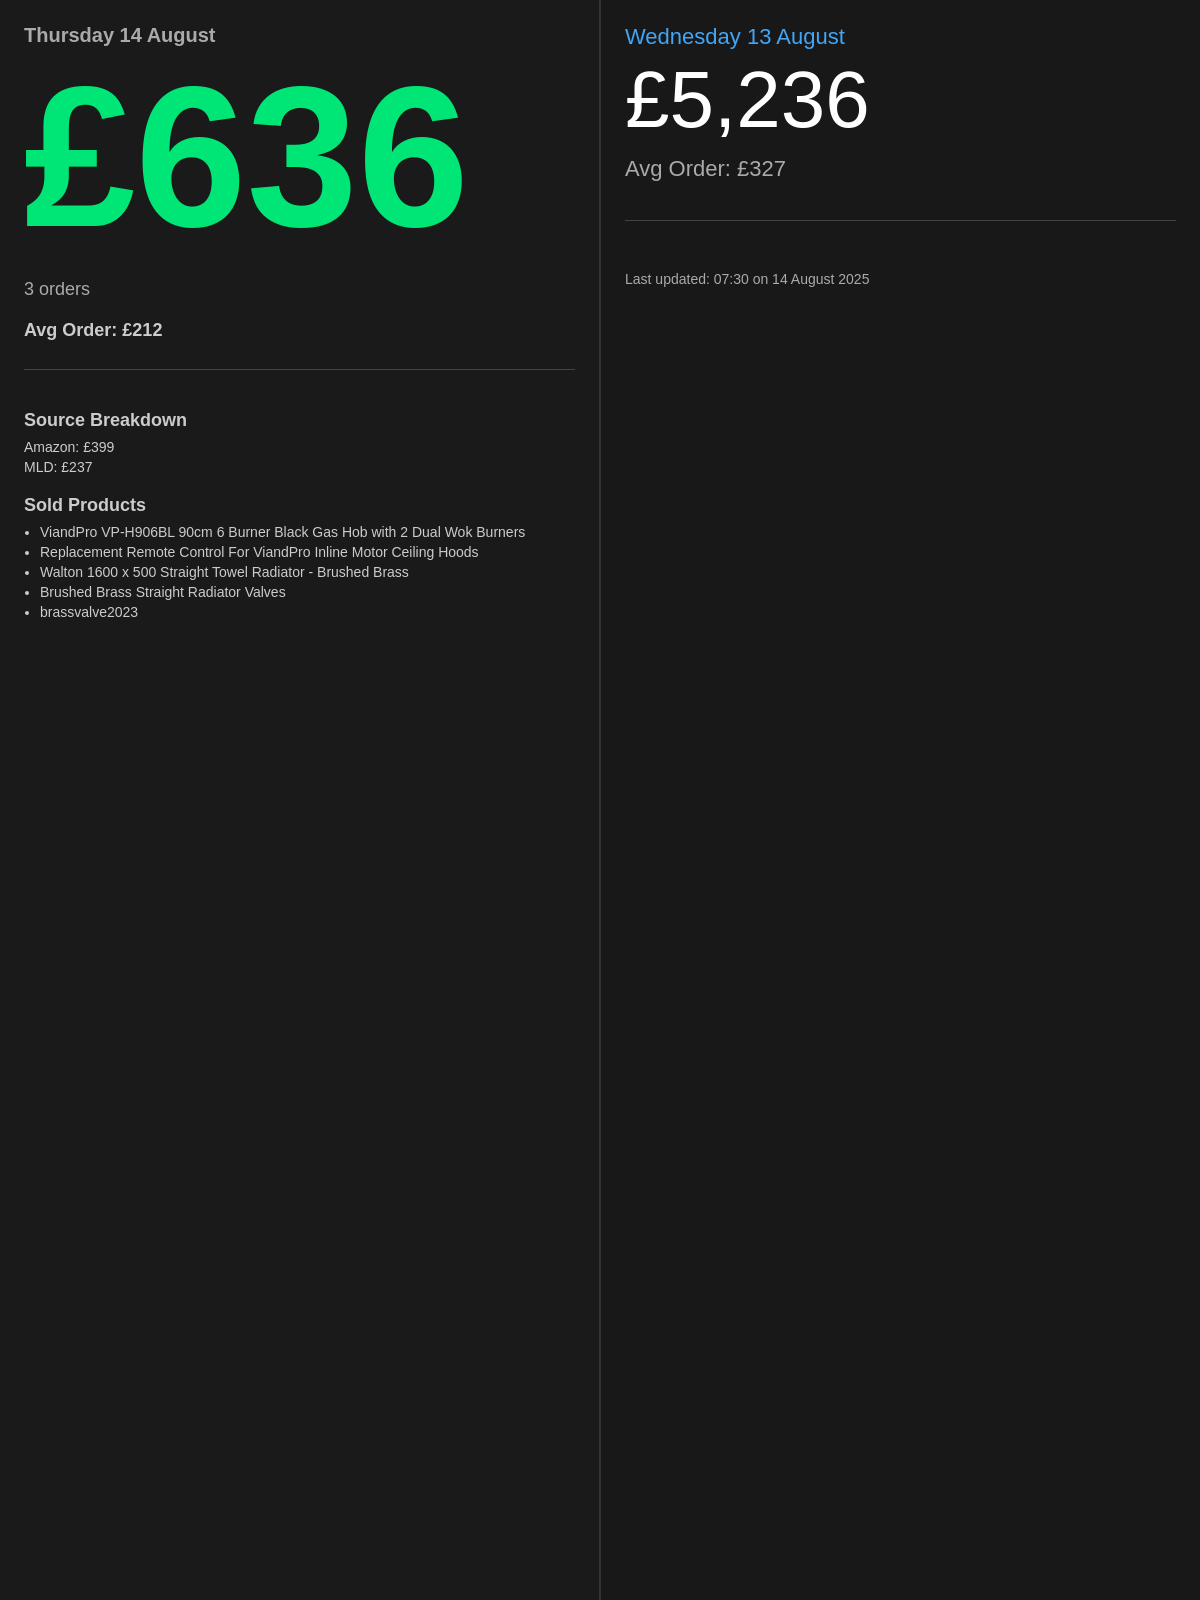 Thursday 14 August
£636
3 orders
Avg Order: £212
Source Breakdown
Amazon: £399
MLD: £237
Sold Products
• ViandPro VP-H906BL 90cm 6 Burner Black Gas Hob with 2 Dual Wok Burners
• Replacement Remote Control For ViandPro Inline Motor Ceiling Hoods
• Walton 1600 x 500 Straight Towel Radiator - Brushed Brass
• Brushed Brass Straight Radiator Valves
• brassvalve2023
Wednesday 13 August
£5,236
Avg Order: £327
Last updated: 07:30 on 14 August 2025